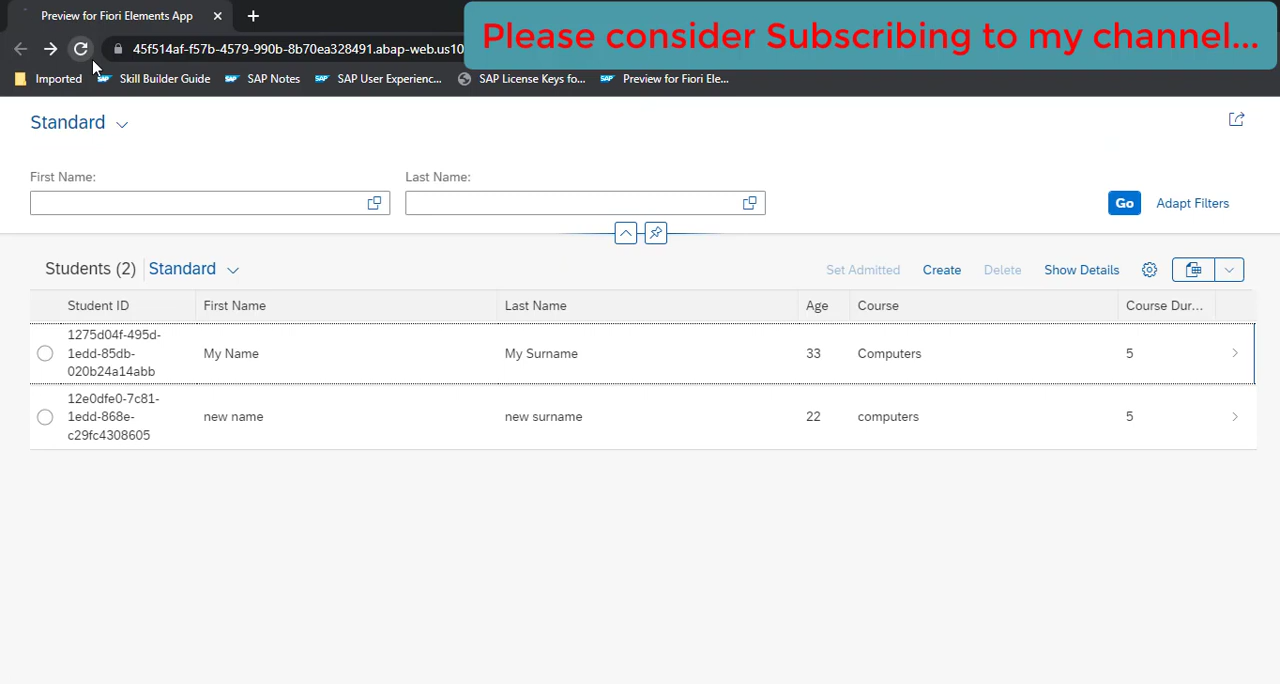 Preview for Fiori Elements App
Please consider Subscribing to my channel...
45f514af-f57b-4579-990b-8b70ea328491.abap-web.us10
Imported
SAP Skill Builder Guide
SAP SAP Notes
SAP SAP User Experienc...
SAP License Keys fo...
SAP Preview for Fiori Ele...
Standard
First Name:
Last Name:
Go
Adapt Filters
Students (2)
Standard
Set Admitted
Create
Delete
Show Details
Student ID
First Name
Last Name
Age
Course
Course Dur...
1275d04f-495d-
1edd-85db-
020b24a14abb
My Name
My Surname
33
Computers
5
12e0dfe0-7c81-
1edd-868e-
c29fc4308605
new name
new surname
22
computers
5